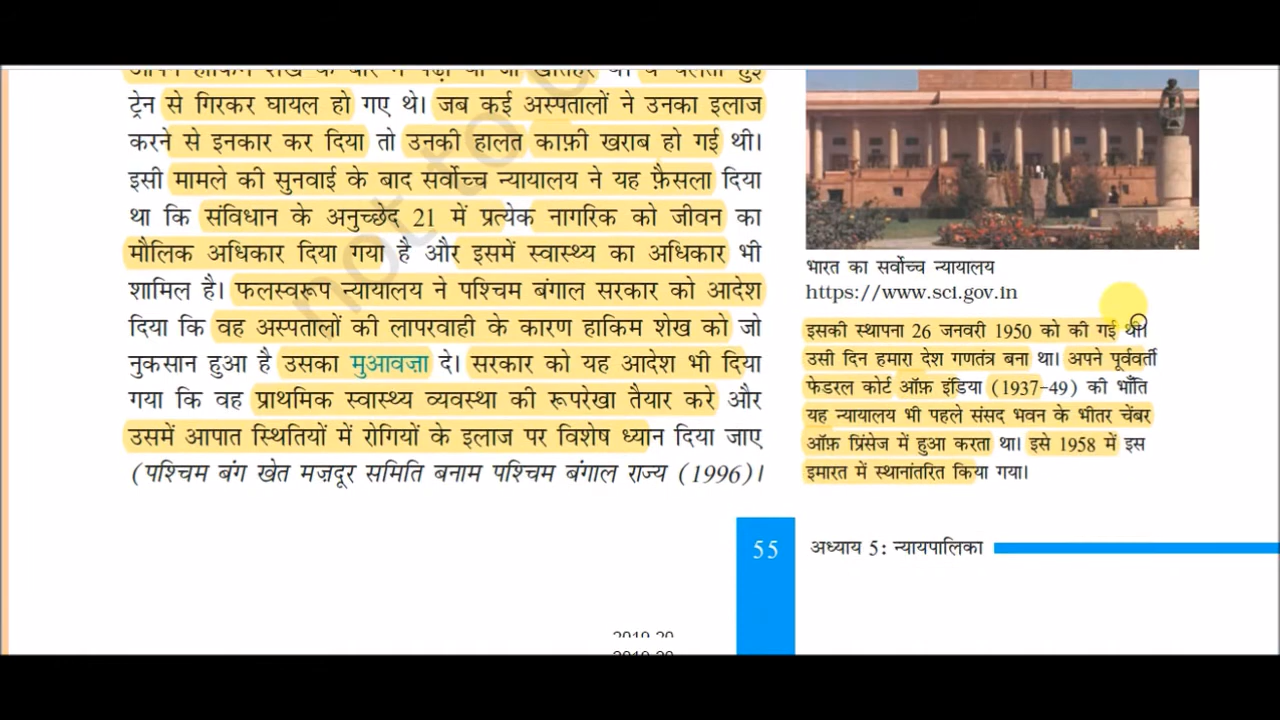 ट्रेन से गिरकर घायल हो गए थे। जब कई अस्पतालों ने उनका इलाज
करने से इनकार कर दिया तो उनकी हालत काफ़ी खराब हो गई थी।
इसी मामले की सुनवाई के बाद सर्वोच्च न्यायालय ने यह फ़ैसला दिया
था कि संविधान के अनुच्छेद 21 में प्रत्येक नागरिक को जीवन का
मौलिक अधिकार दिया गया है और इसमें स्वास्थ्य का अधिकार भी
शामिल है। फलस्वरूप न्यायालय ने पश्चिम बंगाल सरकार को आदेश
दिया कि वह अस्पतालों की लापरवाही के कारण हाकिम शेख को जो
नुकसान हुआ है उसका मुआवज़ा दे। सरकार को यह आदेश भी दिया
गया कि वह प्राथमिक स्वास्थ्य व्यवस्था की रूपरेखा तैयार करे और
उसमें आपात स्थितियों में रोगियों के इलाज पर विशेष ध्यान दिया जाए
(पश्चिम बंग खेत मज़दूर समिति बनाम पश्चिम बंगाल राज्य (1996)।
भारत का सर्वोच्च न्यायालय
https://www.sci.gov.in
इसकी स्थापना 26 जनवरी 1950 को की गई थी।
उसी दिन हमारा देश गणतंत्र बना था। अपने पूर्ववर्ती
फेडरल कोर्ट ऑफ़ इंडिया (1937-49) की भाँति
यह न्यायालय भी पहले संसद भवन के भीतर चेंबर
ऑफ़ प्रिंसेज में हुआ करता था। इसे 1958 में इस
इमारत में स्थानांतरित किया गया।
55 अध्याय 5: न्यायपालिका
not to